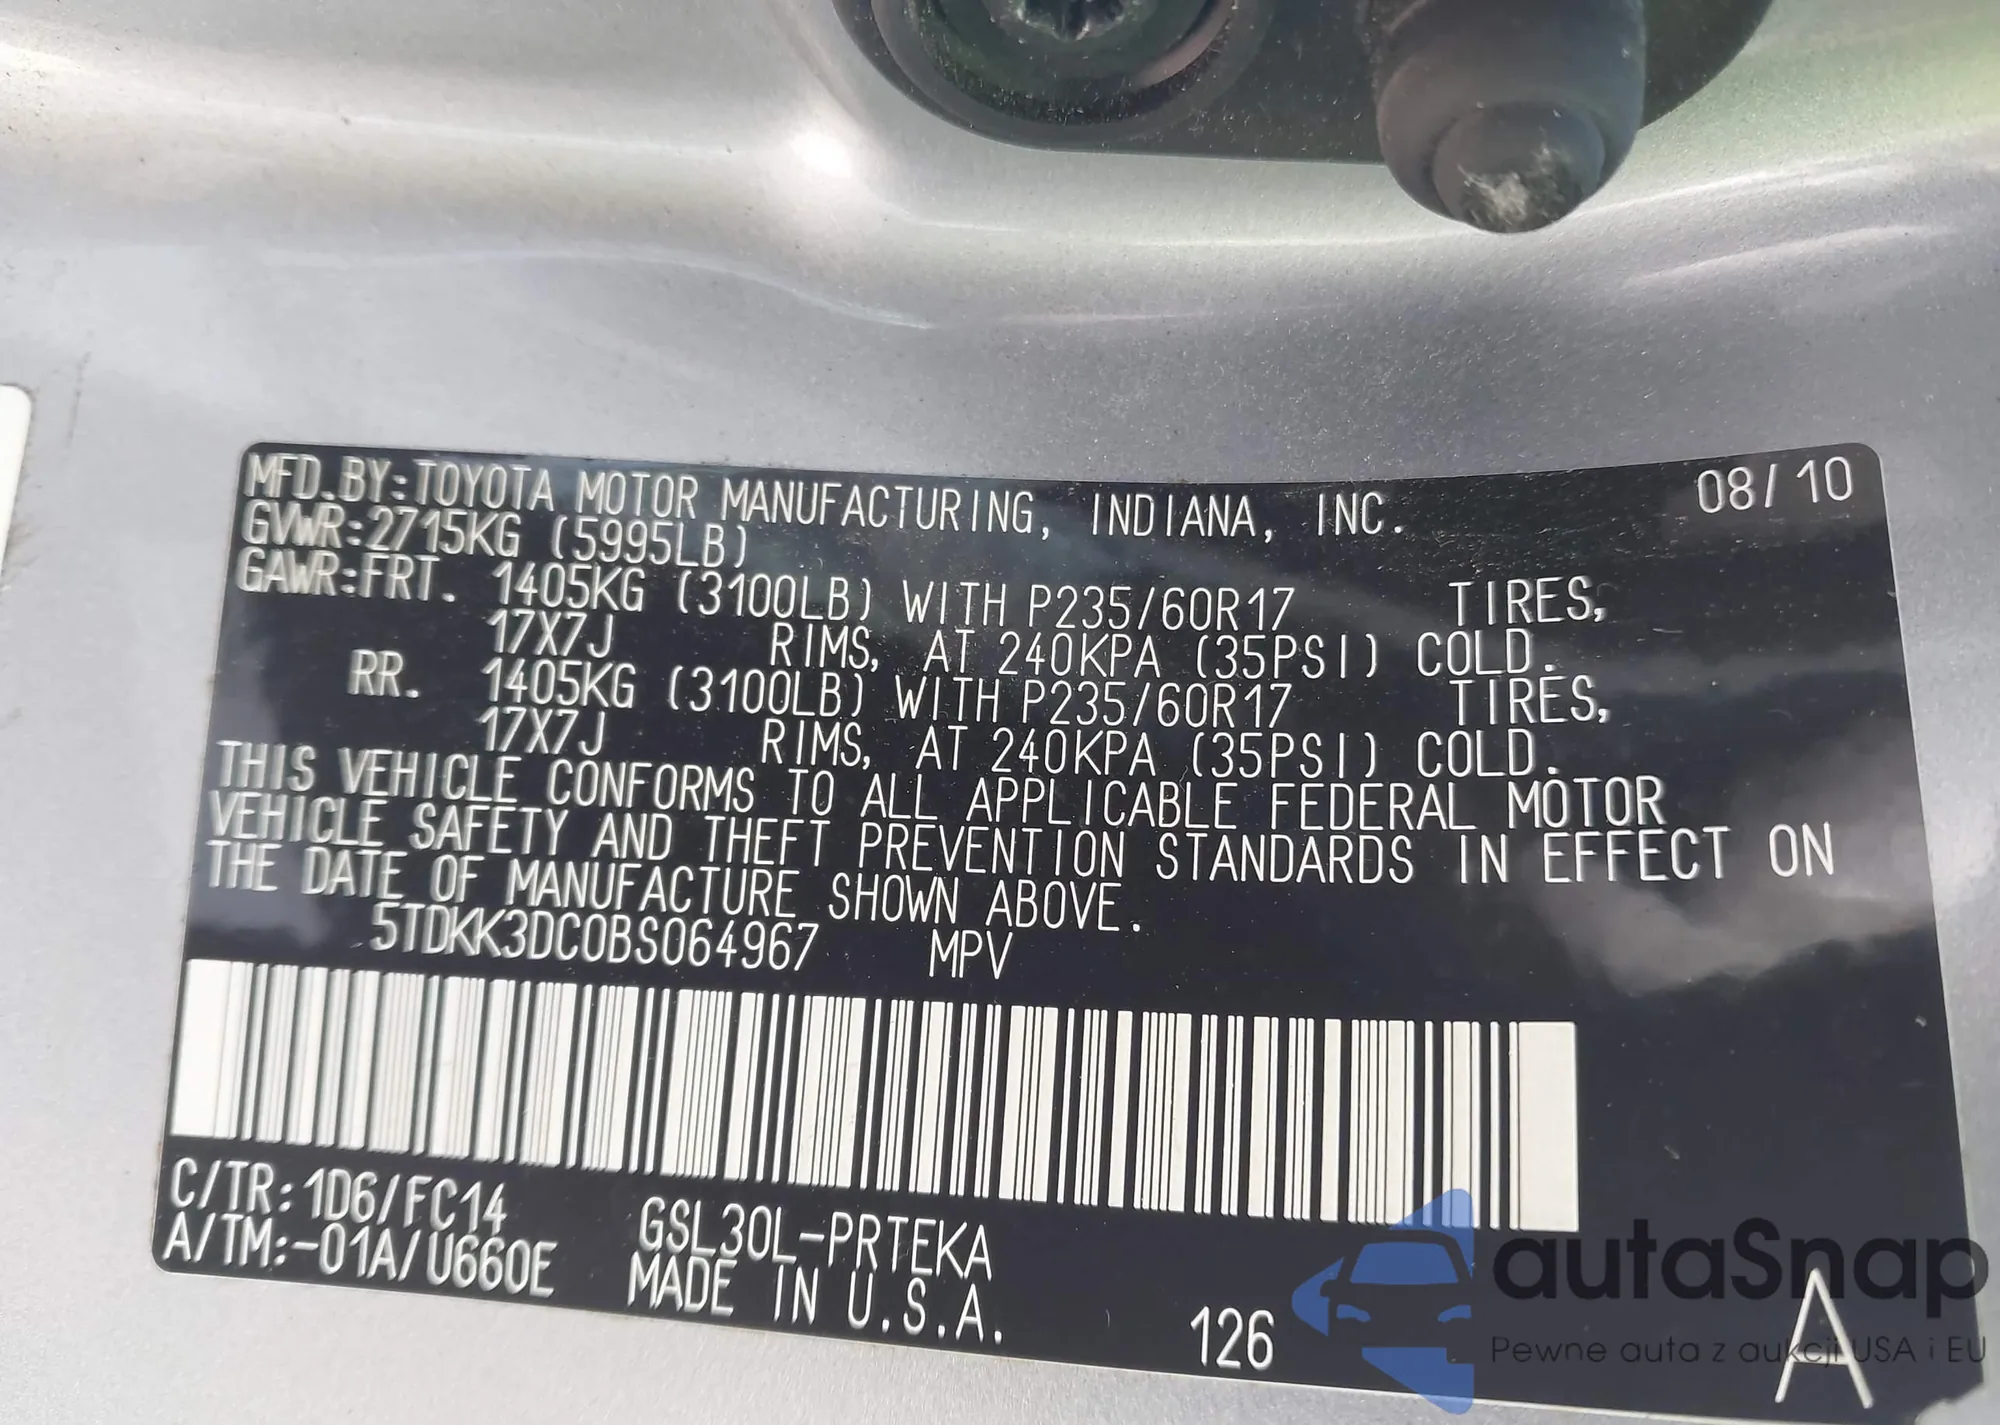 MFD.BY:TOYOTA MOTOR MANUFACTURING, INDIANA, INC. 08/10
GVWR:2715KG (5995LB)
GAWR:FRT. 1405KG (3100LB) WITH P235/60R17 TIRES,
17X7J RIMS, AT 240KPA (35PSI) COLD.
RR. 1405KG (3100LB) WITH P235/60R17 TIRES,
17X7J RIMS, AT 240KPA (35PSI) COLD.
THIS VEHICLE CONFORMS TO ALL APPLICABLE FEDERAL MOTOR
VEHICLE SAFETY AND THEFT PREVENTION STANDARDS IN EFFECT ON
THE DATE OF MANUFACTURE SHOWN ABOVE.
5TDKK3DC0BS064967 MPV
C/TR:1D6/FC14 GSL30L-PRTEKA
A/TM:-01A/U660E MADE IN U.S.A.
126 A
autaSnap
Pewne auta z aukcji USA i EU